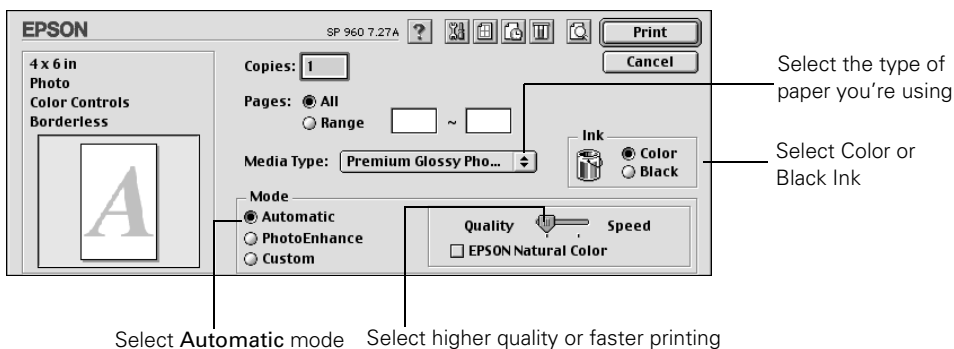 EPSON
SP 960 7.27A
?
Print
Cancel
4 x 6 in
Photo
Color Controls
Borderless
A
Copies: 1
Pages: All
Range ~
Media Type: Premium Glossy Pho...
Ink
Color
Black
Mode
Automatic
PhotoEnhance
Custom
Quality Speed
EPSON Natural Color
Select the type of
paper you're using
Select Color or
Black Ink
Select Automatic mode
Select higher quality or faster printing